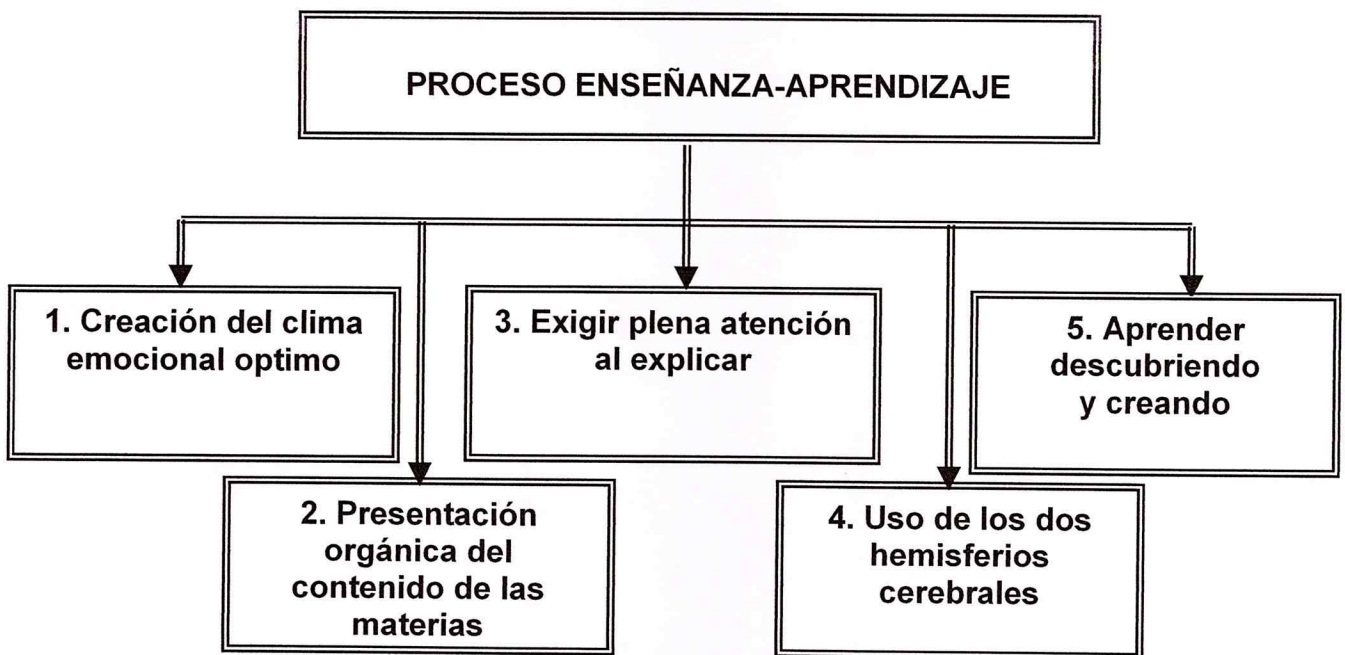 PROCESO ENSEÑANZA-APRENDIZAJE
1. Creación del clima
emocional optimo
2. Presentación
orgánica del
contenido de las
materias
3. Exigir plena atención
al explicar
4. Uso de los dos
hemisferios
cerebrales
5. Aprender
descubriendo
y creando